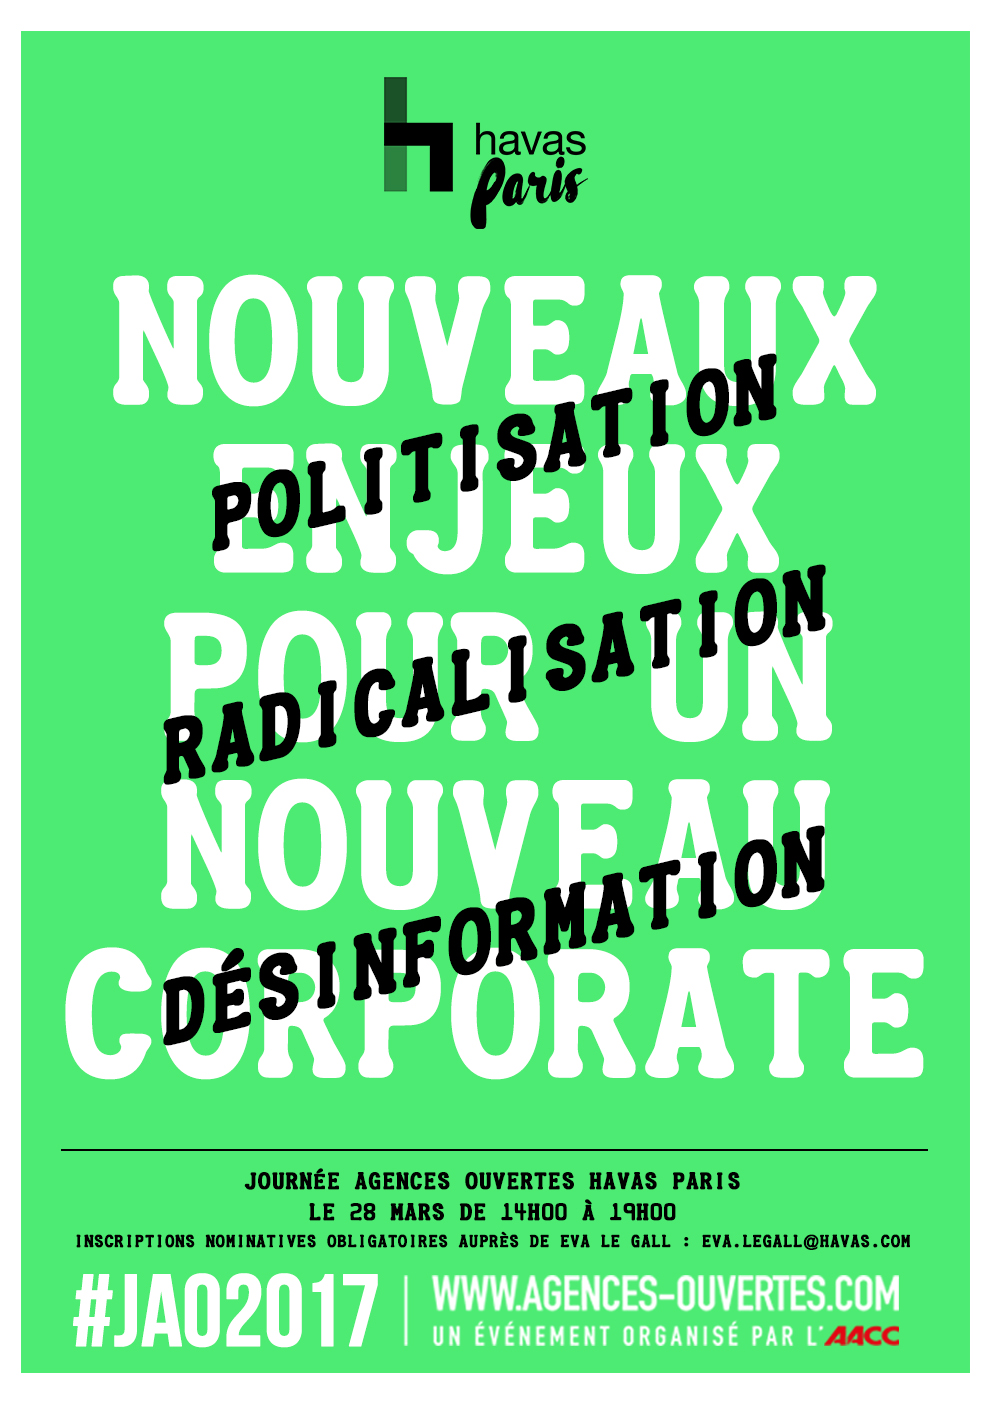 havas
Paris
NOUVEAUX
POLITISATION
ENJEUX
RADICALISATION
POUR UN
NOUVEAU
DÉSINFORMATION
CORPORATE
JOURNÉE AGENCES OUVERTES HAVAS PARIS
LE 28 MARS DE 14H00 À 19H00
INSCRIPTIONS NOMINATIVES OBLIGATOIRES AUPRÈS DE EVA LE GALL : EVA.LEGALL@HAVAS.COM
#JAO2017
WWW.AGENCES-OUVERTES.COM
UN ÉVÉNEMENT ORGANISÉ PAR L'AACC